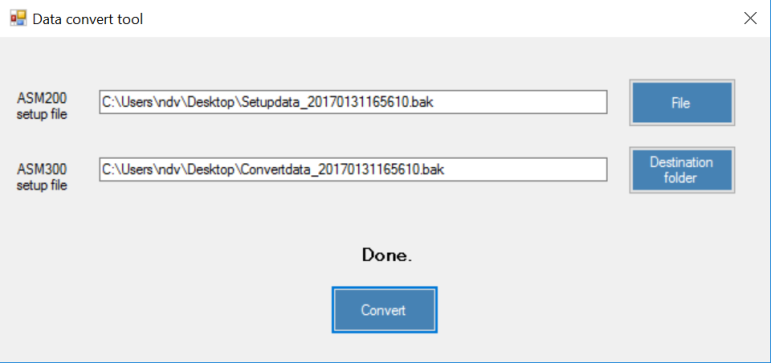 Data convert tool
ASM200
setup file
C:\Users\ndv\Desktop\Setupdata_20170131165610.bak
File
ASM300
setup file
C:\Users\ndv\Desktop\Convertdata_20170131165610.bak
Destination
folder
Done.
Convert